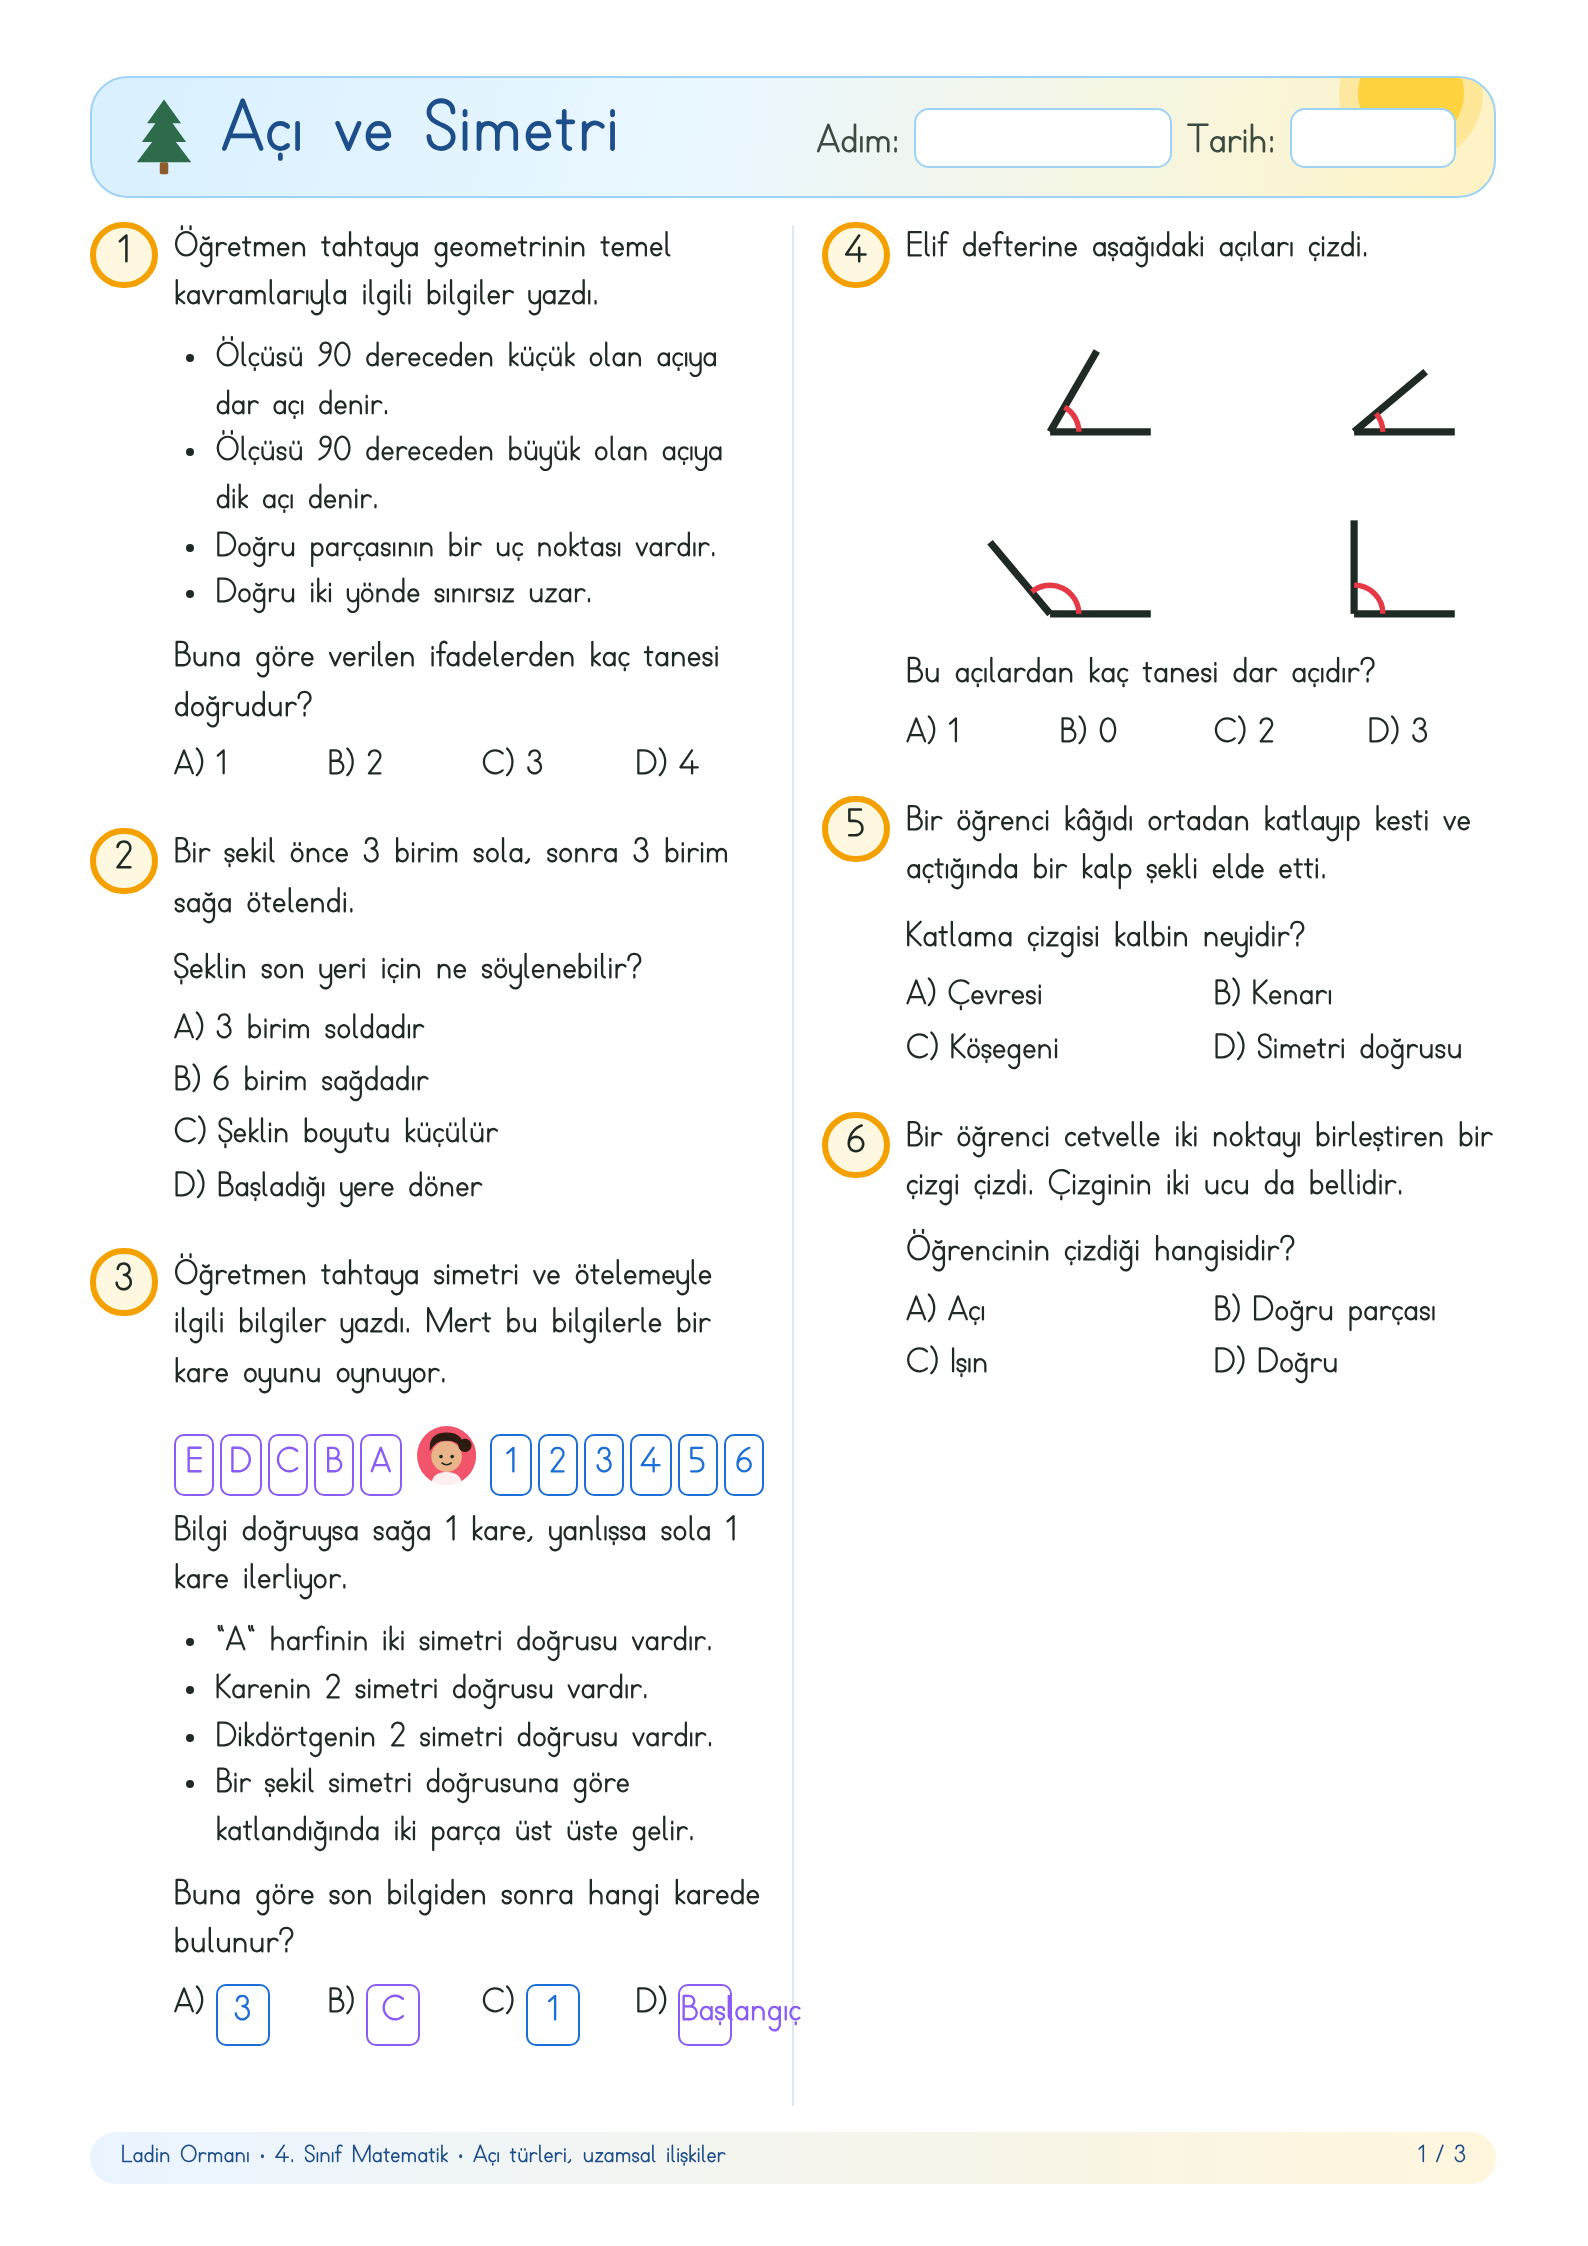 Açı ve Simetri
Adım:
Tarih:
1
Öğretmen tahtaya geometrinin temel
kavramlarıyla ilgili bilgiler yazdı.
• Ölçüsü 90 dereceden küçük olan açıya
dar açı denir.
• Ölçüsü 90 dereceden büyük olan açıya
dik açı denir.
• Doğru parçasının bir uç noktası vardır.
• Doğru iki yönde sınırsız uzar.
Buna göre verilen ifadelerden kaç tanesi
doğrudur?
A) 1 B) 2 C) 3 D) 4
2
Bir şekil önce 3 birim sola, sonra 3 birim
sağa ötelendi.
Şeklin son yeri için ne söylenebilir?
A) 3 birim soldadır
B) 6 birim sağdadır
C) Şeklin boyutu küçülür
D) Başladığı yere döner
3
Öğretmen tahtaya simetri ve ötelemeyle
ilgili bilgiler yazdı. Mert bu bilgilerle bir
kare oyunu oynuyor.
E D C B A 1 2 3 4 5 6
Bilgi doğruysa sağa 1 kare, yanlışsa sola 1
kare ilerliyor.
• “A“ harfinin iki simetri doğrusu vardır.
• Karenin 2 simetri doğrusu vardır.
• Dikdörtgenin 2 simetri doğrusu vardır.
• Bir şekil simetri doğrusuna göre
katlandığında iki parça üst üste gelir.
Buna göre son bilgiden sonra hangi karede
bulunur?
A) 3 B) C C) 1 D) Başlangıç
4
Elif defterine aşağıdaki açıları çizdi.
Bu açılardan kaç tanesi dar açıdır?
A) 1 B) 0 C) 2 D) 3
5
Bir öğrenci kâğıdı ortadan katlayıp kesti ve
açtığında bir kalp şekli elde etti.
Katlama çizgisi kalbin neyidir?
A) Çevresi B) Kenarı
C) Köşegeni D) Simetri doğrusu
6
Bir öğrenci cetvelle iki noktayı birleştiren bir
çizgi çizdi. Çizginin iki ucu da bellidir.
Öğrencinin çizdiği hangisidir?
A) Açı B) Doğru parçası
C) Işın D) Doğru
Ladin Ormanı • 4. Sınıf Matematik • Açı türleri, uzamsal ilişkiler
1 / 3